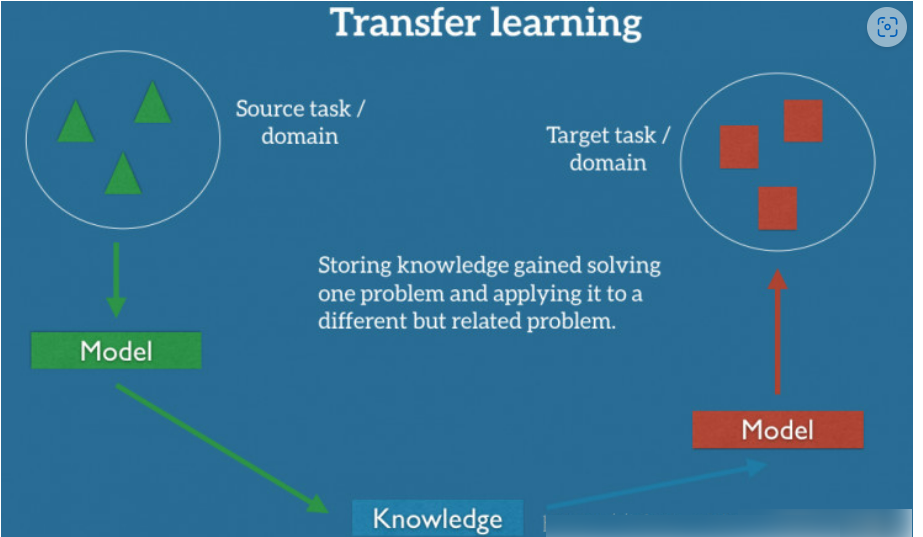 Transfer learning
Source task /
domain
Target task /
domain
Storing knowledge gained solving
one problem and applying it to a
different but related problem.
Model
Model
Knowledge